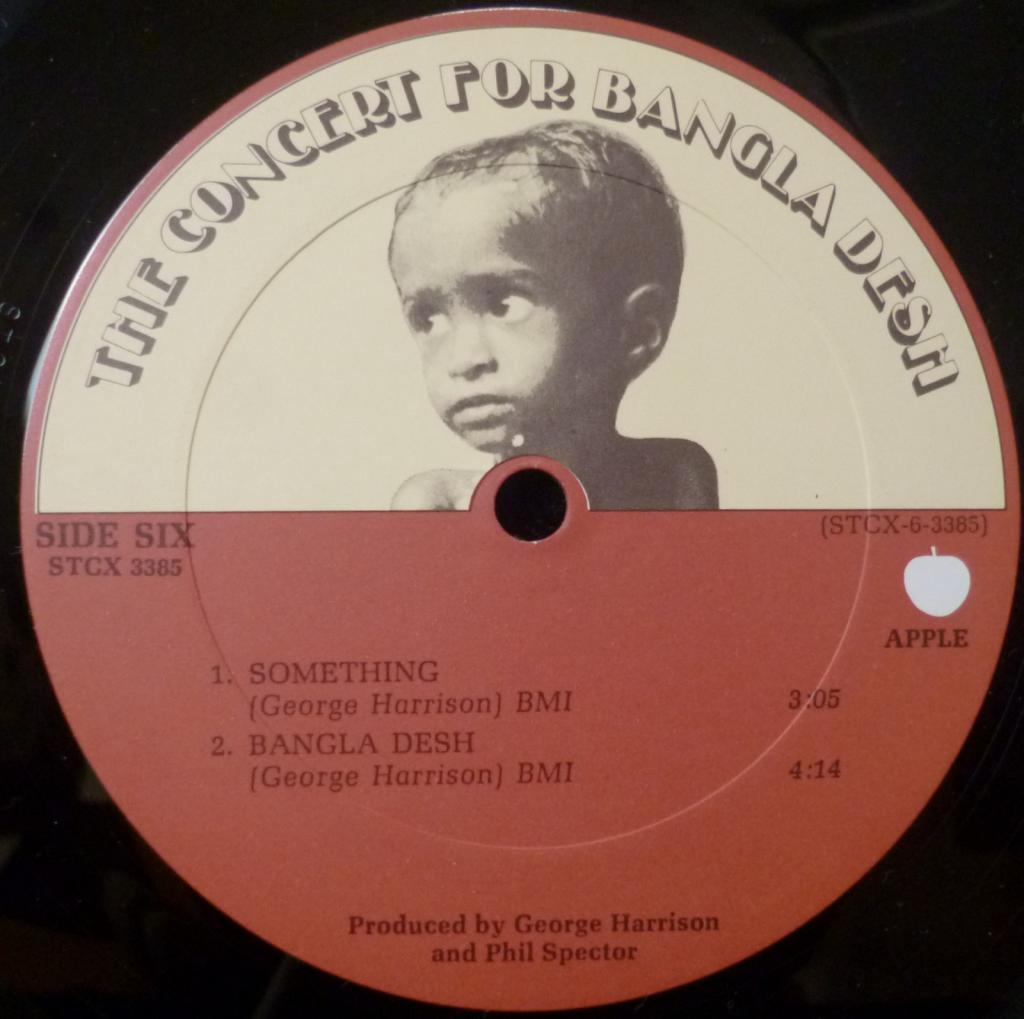 THE CONCERT FOR BANGLA DESH
SIDE SIX
STCX 3385
(STCX-6-3385)
APPLE
1. SOMETHING
(George Harrison) BMI 3:05
2. BANGLA DESH
(George Harrison) BMI 4:14
Produced by George Harrison
and Phil Spector